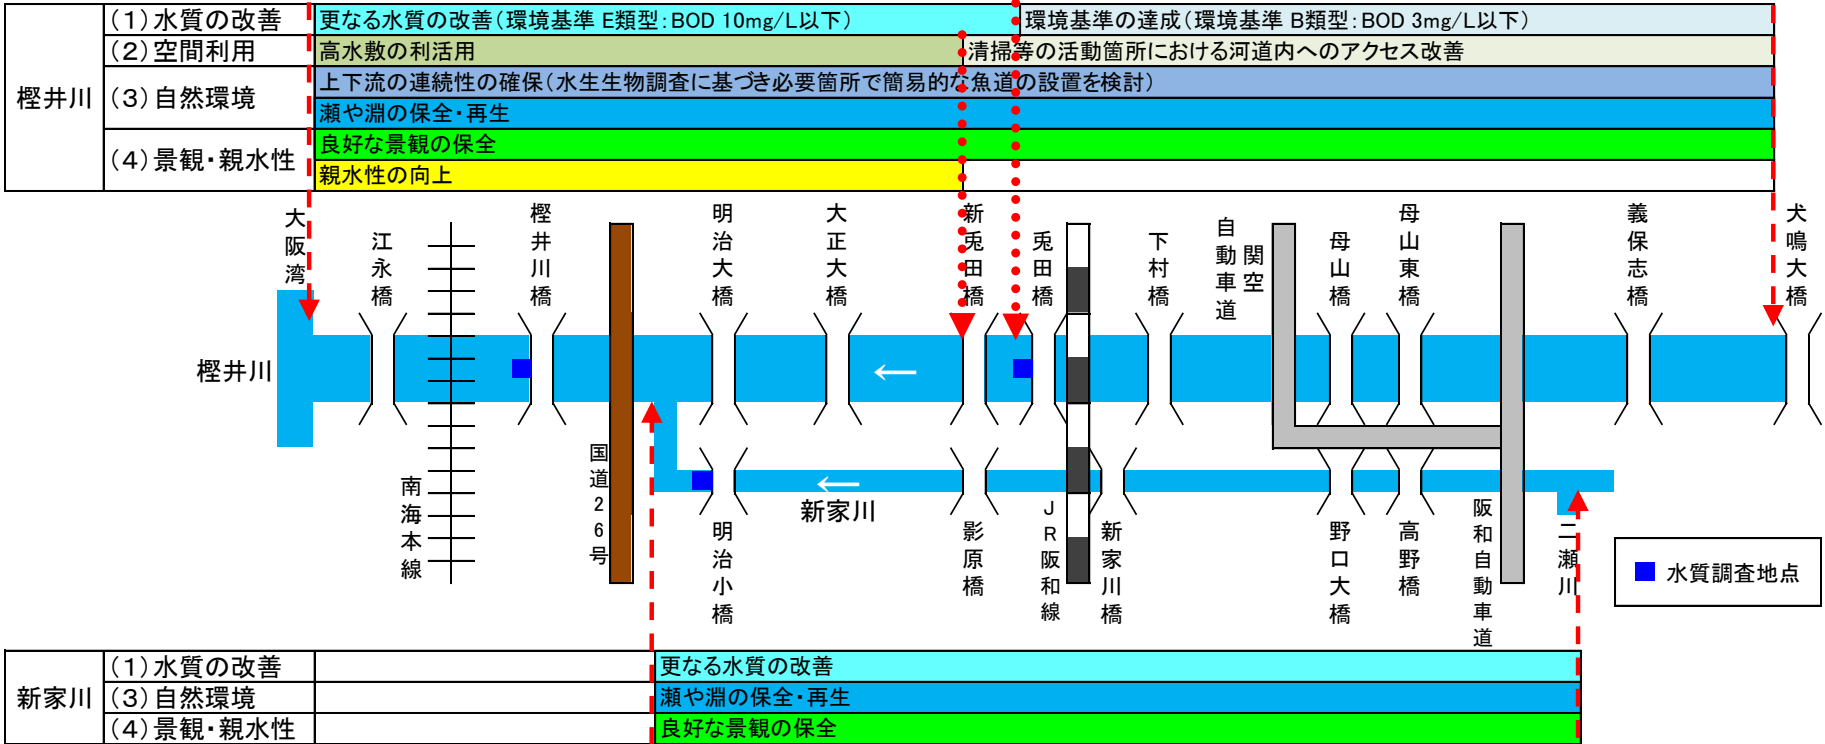 樫井川
(1)水質の改善
更なる水質の改善(環境基準 E類型:BOD 10mg/L以下)
環境基準の達成(環境基準 B類型:BOD 3mg/L以下)
(2)空間利用
高水敷の利活用
清掃等の活動箇所における河道内へのアクセス改善
(3)自然環境
上下流の連続性の確保(水生生物調査に基づき必要箇所で簡易的な魚道の設置を検討)
瀬や淵の保全・再生
(4)景観・親水性
良好な景観の保全
親水性の向上
大阪湾
江永橋
樫井川橋
明治大橋
大正大橋
新兎田橋
兎田橋
下村橋
関空
自動車道
母山橋
母山東橋
義保志橋
犬鳴大橋
樫井川
←
←
新家川
南海本線
国道26号
明治小橋
影原橋
JR阪和線
新家川橋
野口大橋
高野橋
阪和自動車道
二瀬川
水質調査地点
新家川
(1)水質の改善
更なる水質の改善
(3)自然環境
瀬や淵の保全・再生
(4)景観・親水性
良好な景観の保全